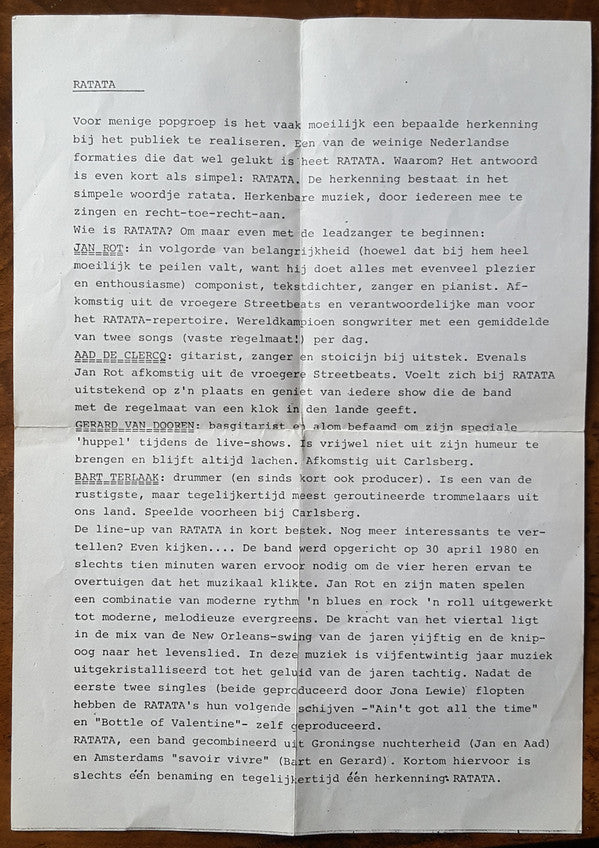 RATATA
Voor menige popgroep is het vaak moeilijk een bepaalde herkenning
bij het publiek te realiseren. Een van de weinige Nederlandse
formaties die dat wel gelukt is heet RATATA. Waarom? Het antwoord
is even kort als simpel: RATATA. De herkenning bestaat in het
simpele woordje ratata. Herkenbare muziek, door iedereen mee te
zingen en recht-toe-recht-aan.
Wie is RATATA? Om maar even met de leadzanger te beginnen:
JAN ROT: in volgorde van belangrijkheid (hoewel dat bij hem heel
moeilijk te peilen valt, want hij doet alles met evenveel plezier
en enthousiasme) componist, tekstdichter, zanger en pianist. Af-
komstig uit de vroegere Streetbeats en verantwoordelijke man voor
het RATATA-repertoire. Wereldkampioen songwriter met een gemiddelde
van twee songs (vaste regelmaat!) per dag.
AAD DE CLERCQ: gitarist, zanger en stoicijn bij uitstek. Evenals
Jan Rot afkomstig uit de vroegere Streetbeats. Voelt zich bij RATATA
uitstekend op z'n plaats en geniet van iedere show die de band
met de regelmaat van een klok in den lande geeft.
GERARD VAN DOOREN: basgitarist en alom befaamd om zijn speciale
'huppel' tijdens de live-shows. Is vrijwel niet uit zijn humeur te
brengen en blijft altijd lachen. Afkomstig uit Carlsberg.
BART TERLAAK: drummer (en sinds kort ook producer). Is een van de
rustigste, maar tegelijkertijd meest geroutineerde trommelaars uit
ons land. Speelde voorheen bij Carlsberg.
De line-up van RATATA in kort bestek. Nog meer interessants te ver-
tellen? Even kijken.... De band werd opgericht op 30 april 1980 en
slechts tien minuten waren ervoor nodig om de vier heren ervan te
overtuigen dat het muzikaal klikte. Jan Rot en zijn maten spelen
een combinatie van moderne rythm 'n blues en rock 'n roll uitgewerkt
tot moderne, melodieuze evergreens. De kracht van het viertal ligt
in de mix van de New Orleans-swing van de jaren vijftig en de knip-
oog naar het levenslied. In deze muziek is vijfentwintig jaar muziek
uitgekristalliseerd tot het geluid van de jaren tachtig. Nadat de
eerste twee singles (beide geproduceerd door Jona Lewie) flopten
hebben de RATATA's hun volgende schijven -"Ain't got all the time"
en "Bottle of Valentine"- zelf geproduceerd.
RATATA, een band gecombineerd uit Groningse nuchterheid (Jan en Aad)
en Amsterdams "savoir vivre" (Bart en Gerard). Kortom hiervoor is
slechts één benaming en tegelijkertijd één herkenning: RATATA.